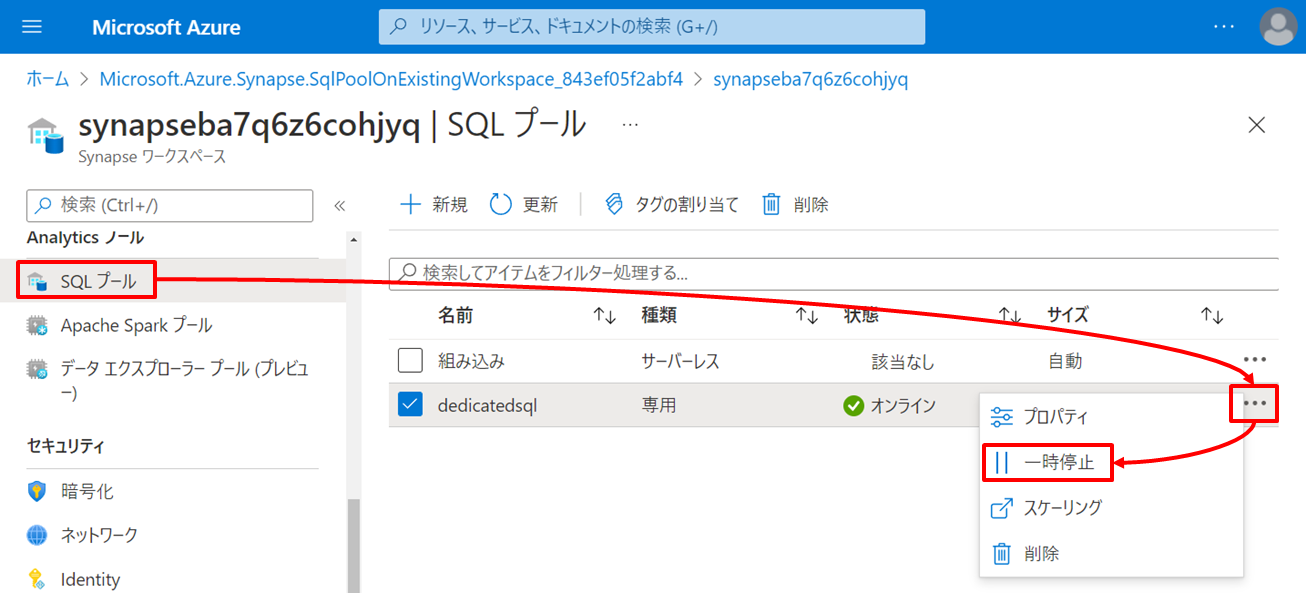 Microsoft Azure
リソース、サービス、ドキュメントの検索 (G+/)
ホーム > Microsoft.Azure.Synapse.SqlPoolOnExistingWorkspace_843ef05f2abf4 > synapseba7q6z6cohjyq
synapseba7q6z6cohjyq | SQL プール ...
Synapse ワークスペース
検索 (Ctrl+/)
«
Analytics ノール
SQL プール
Apache Spark プール
データ エクスプローラー プール (プレビュ
ー)
セキュリティ
暗号化
ネットワーク
Identity
新規
更新
タグの割り当て
削除
検索してアイテムをフィルター処理する...
名前 種類 状態 サイズ
組み込み サーバーレス 該当なし 自動
dedicatedsql 専用 オンライン
プロパティ
一時停止
スケーリング
削除